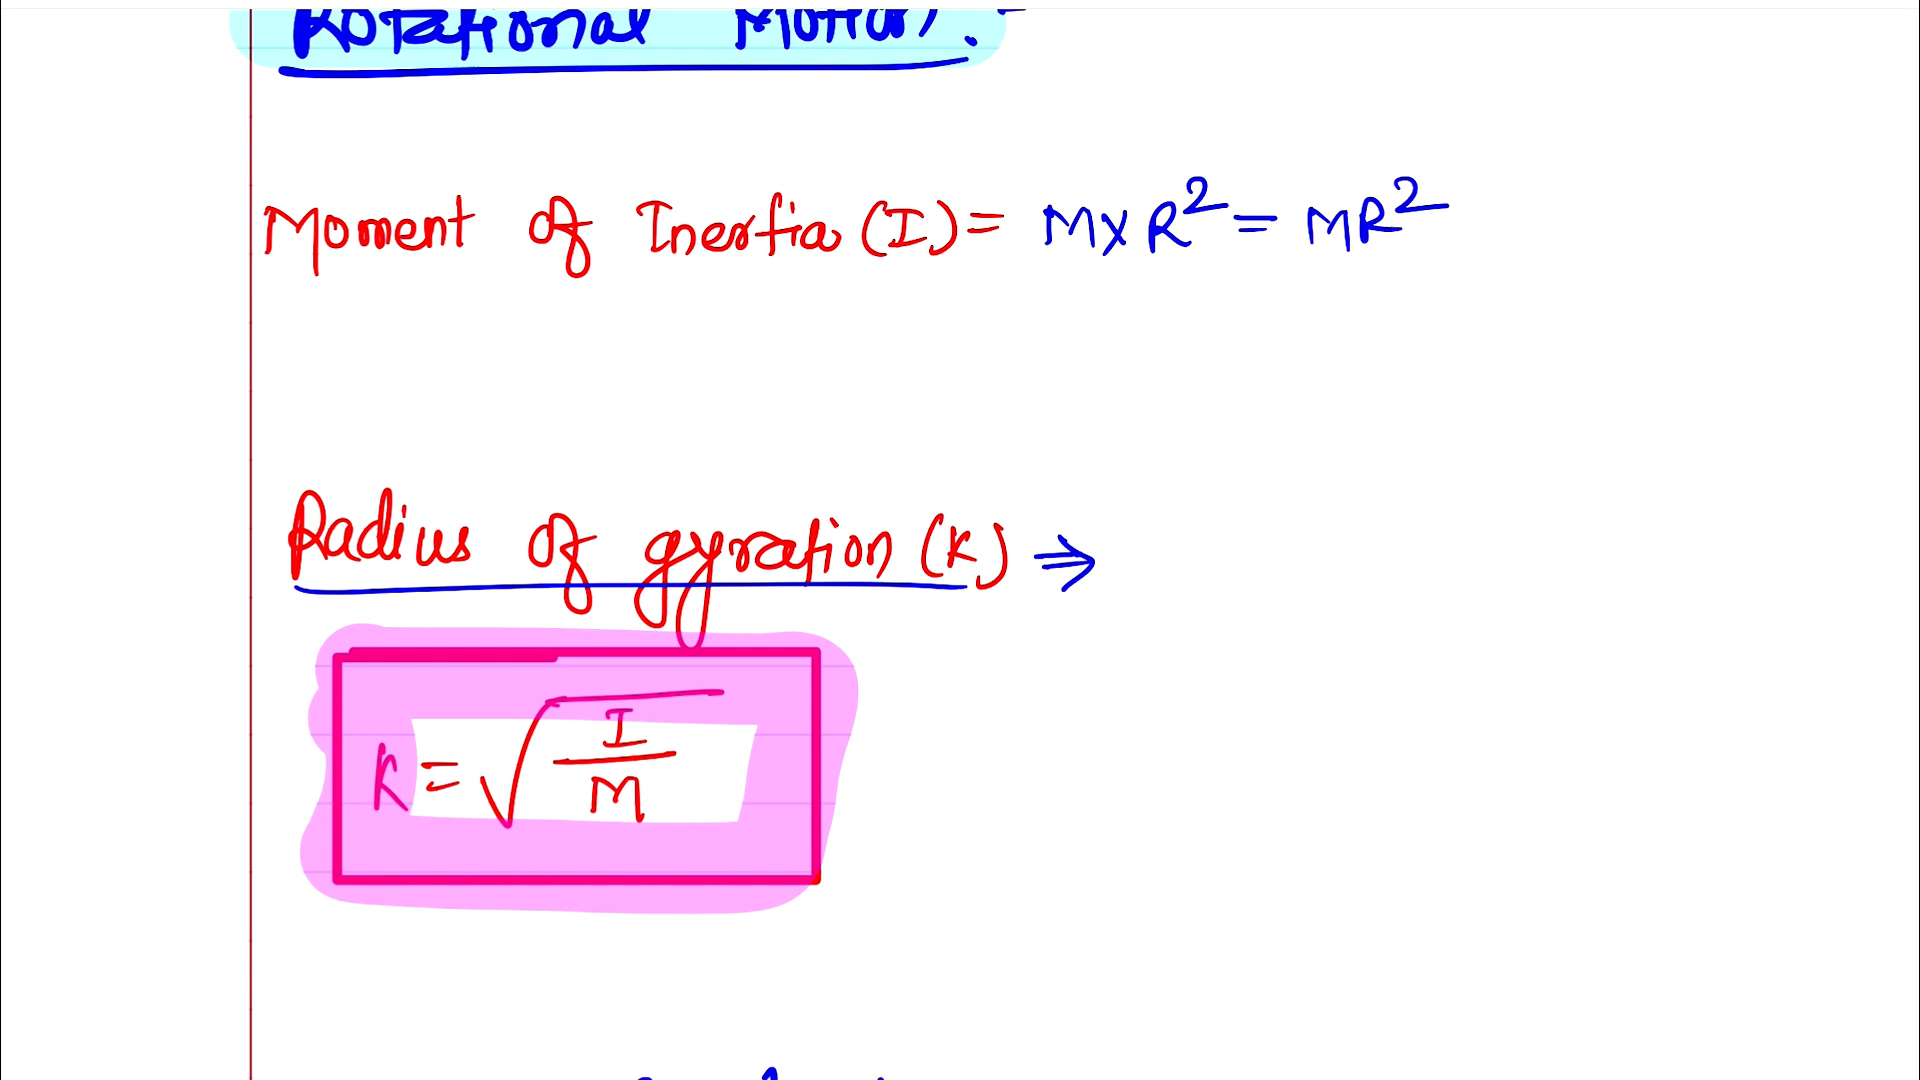 Rotational Motion :-
Moment of Inertia (I) = M×R² = MR²
Radius of gyration (K) ⇒
K = √(I/M)